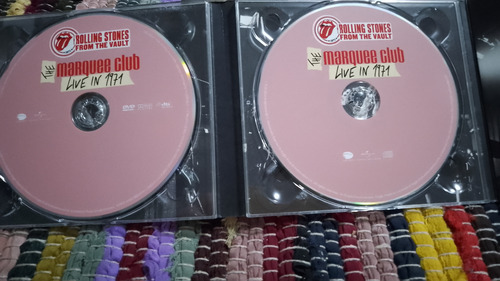 ROLLING STONES
FROM THE VAULT
THE MARQUEE CLUB
LIVE IN 1971
DVD
ROLLING STONES
FROM THE VAULT
THE MARQUEE CLUB
LIVE IN 1971